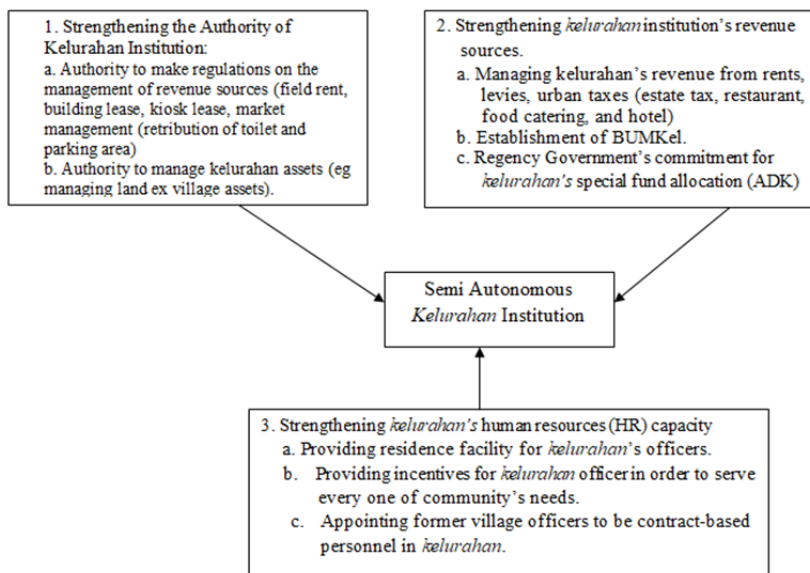 1. Strengthening the Authority of
Kelurahan Institution:
a. Authority to make regulations on the
management of revenue sources (field rent,
building lease, kiosk lease, market
management (retribution of toilet and
parking area)
b. Authority to manage kelurahan assets (eg
managing land ex village assets).
2. Strengthening kelurahan institution's revenue
sources.
a. Managing kelurahan's revenue from rents,
levies, urban taxes (estate tax, restaurant,
food catering, and hotel)
b. Establishment of BUMKel.
c. Regency Government's commitment for
kelurahan's special fund allocation (ADK)
Semi Autonomous
Kelurahan Institution
3. Strengthening kelurahan's human resources (HR) capacity
a. Providing residence facility for kelurahan's officers.
b. Providing incentives for kelurahan officer in order to serve
every one of community's needs.
c. Appointing former village officers to be contract-based
personnel in kelurahan.